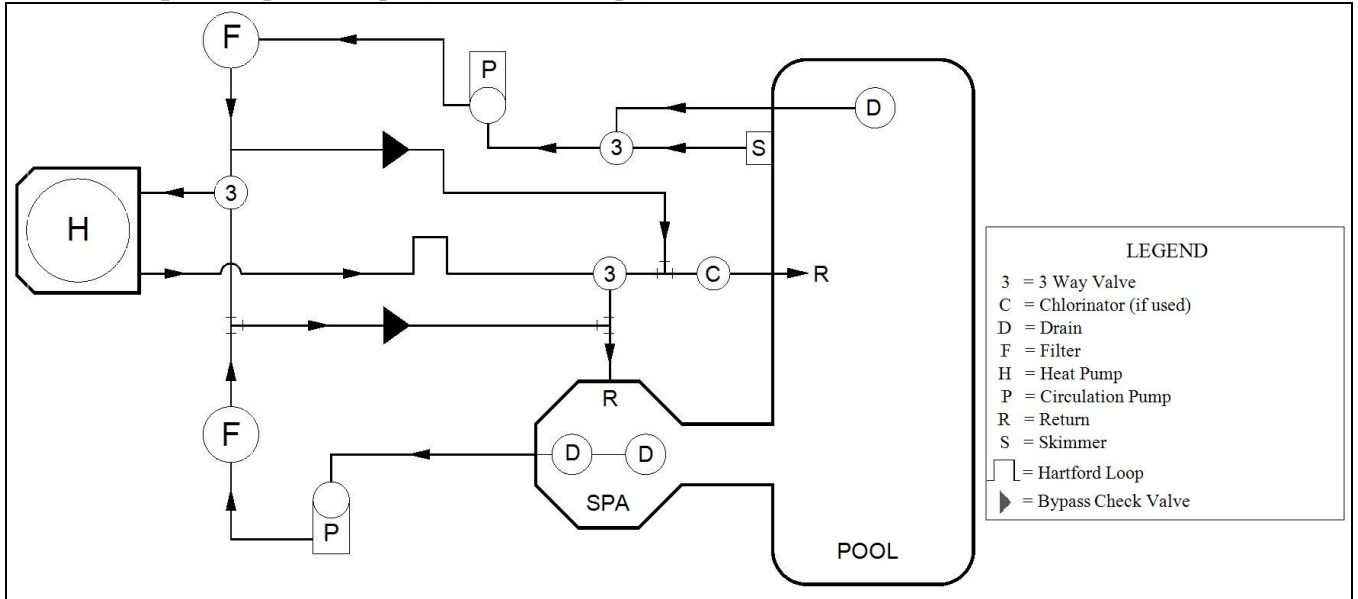 F
P
D
3
S
3
H
3
C
R
LEGEND
3 = 3 Way Valve
C = Chlorinator (if used)
D = Drain
F = Filter
H = Heat Pump
P = Circulation Pump
R = Return
S = Skimmer
= Hartford Loop
= Bypass Check Valve
R
F
D
D
SPA
P
POOL